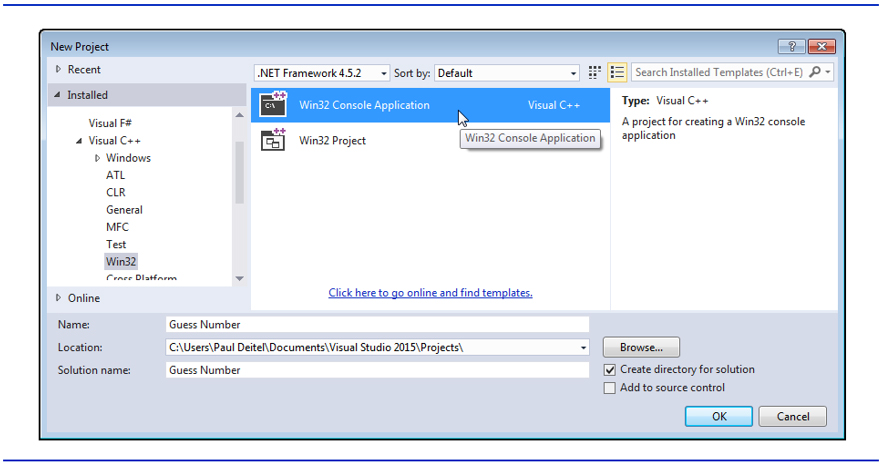 New Project
Recent
.NET Framework 4.5.2 Sort by: Default Search Installed Templates (Ctrl+E)
Installed
Visual F#
Visual C++
Windows
ATL
CLR
General
MFC
Test
Win32
Cross Platform
Online
C:\
Win32 Console Application Visual C++
Win32 Project
Win32 Console Application
Click here to go online and find templates.
Type: Visual C++
A project for creating a Win32 console
application
Name: Guess Number
Location: C:\Users\Paul Deitel\Documents\Visual Studio 2015\Projects\ Browse...
Solution name: Guess Number
Create directory for solution
Add to source control
OK Cancel